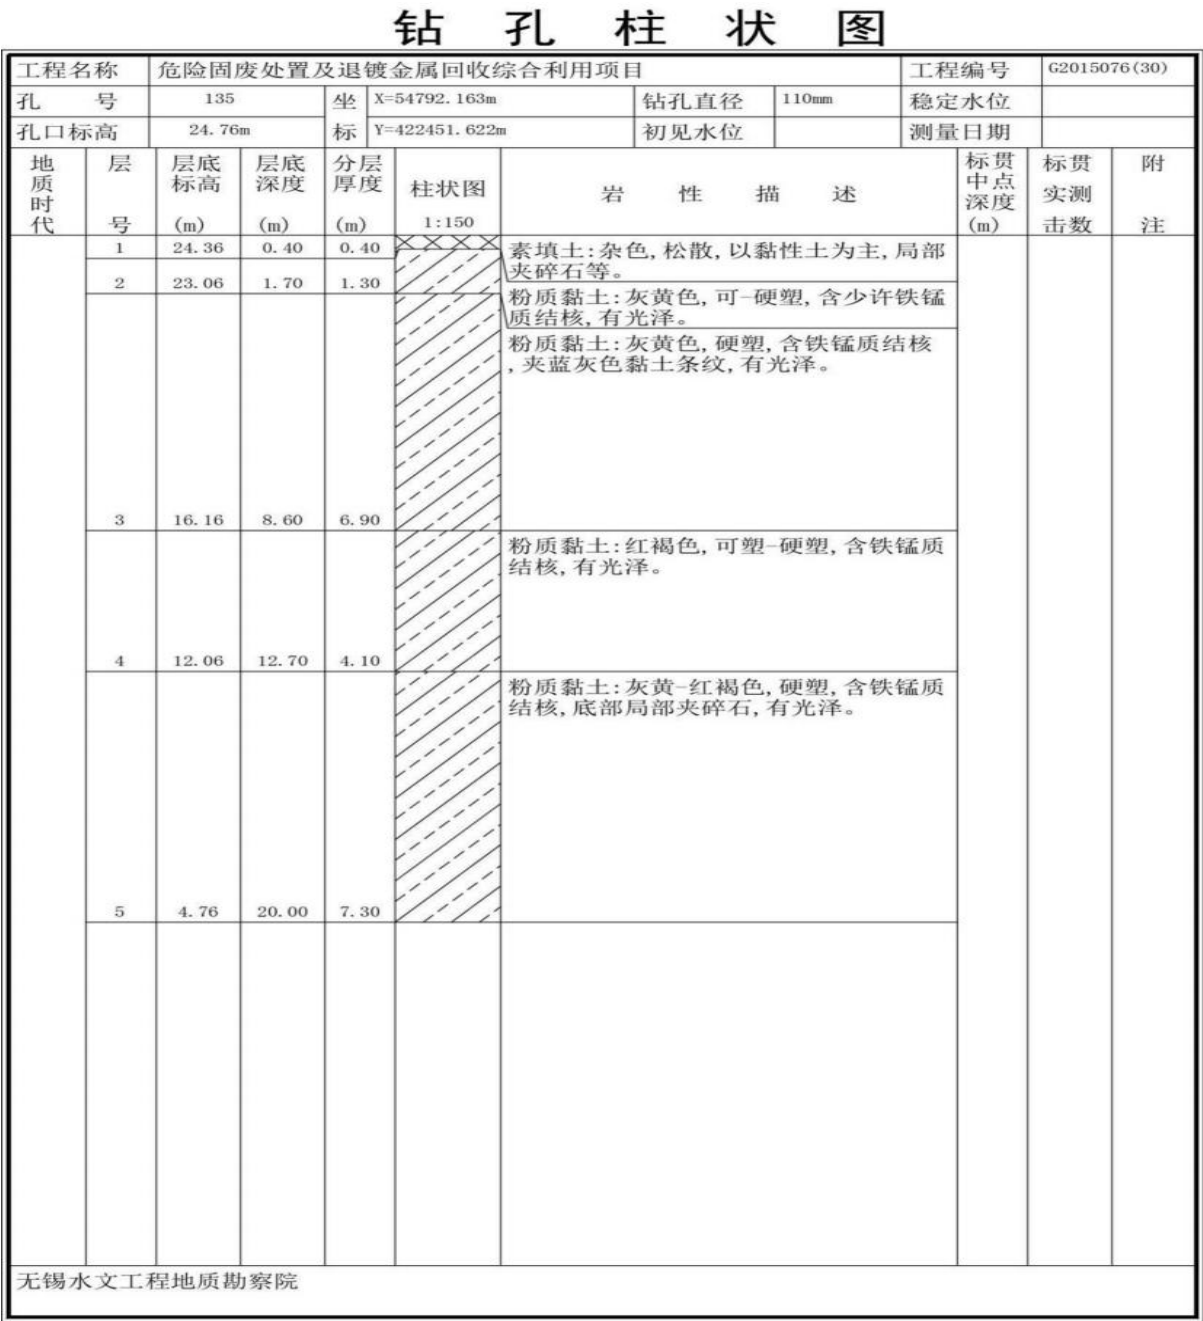 钻 孔 柱 状 图
工程名称 危险固废处置及退镀金属回收综合利用项目 工程编号 G2015076(30)
孔 号 135 坐 X=54792.163m 钻孔直径 110mm 稳定水位
孔口标高 24.76m 标 Y=422451.622m 初见水位 测量日期
地质时代 层号 层底标高(m) 层底深度(m) 分层厚度(m) 柱状图 1:150 岩 性 描 述 标贯中点深度(m) 标贯实测击数 附注
1 24.36 0.40 0.40 素填土:杂色,松散,以黏性土为主,局部
夹碎石等。
2 23.06 1.70 1.30 粉质黏土:灰黄色,可-硬塑,含少许铁锰
质结核,有光泽。
粉质黏土:灰黄色,硬塑,含铁锰质结核
,夹蓝灰色黏土条纹,有光泽。
3 16.16 8.60 6.90
粉质黏土:红褐色,可塑-硬塑,含铁锰质
结核,有光泽。
4 12.06 12.70 4.10
粉质黏土:灰黄-红褐色,硬塑,含铁锰质
结核,底部局部夹碎石,有光泽。
5 4.76 20.00 7.30
无锡水文工程地质勘察院